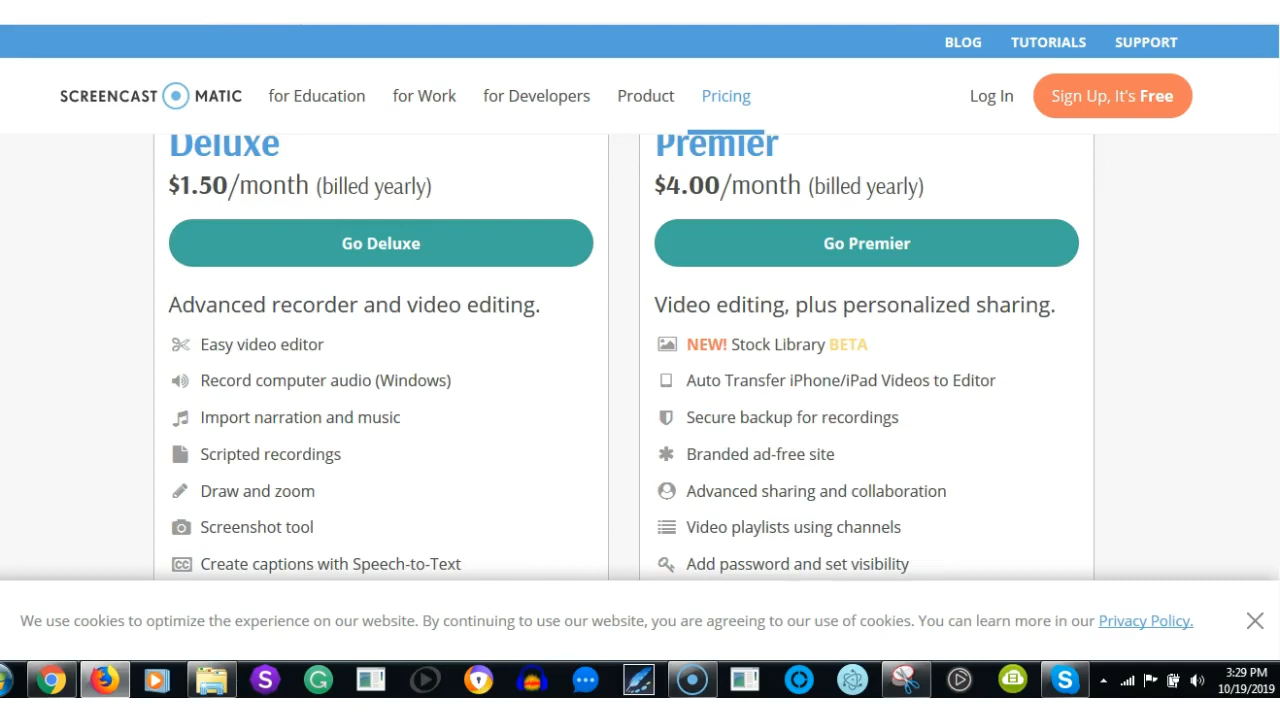 BLOG TUTORIALS SUPPORT
SCREENCAST MATIC for Education for Work for Developers Product Pricing Log In Sign Up, It's Free
Deluxe
$1.50/month (billed yearly)
Go Deluxe
Advanced recorder and video editing.
Easy video editor
Record computer audio (Windows)
Import narration and music
Scripted recordings
Draw and zoom
Screenshot tool
CC Create captions with Speech-to-Text
Premier
$4.00/month (billed yearly)
Go Premier
Video editing, plus personalized sharing.
NEW! Stock Library BETA
Auto Transfer iPhone/iPad Videos to Editor
Secure backup for recordings
Branded ad-free site
Advanced sharing and collaboration
Video playlists using channels
Add password and set visibility
We use cookies to optimize the experience on our website. By continuing to use our website, you are agreeing to our use of cookies. You can learn more in our Privacy Policy.
3:29 PM
10/19/2019